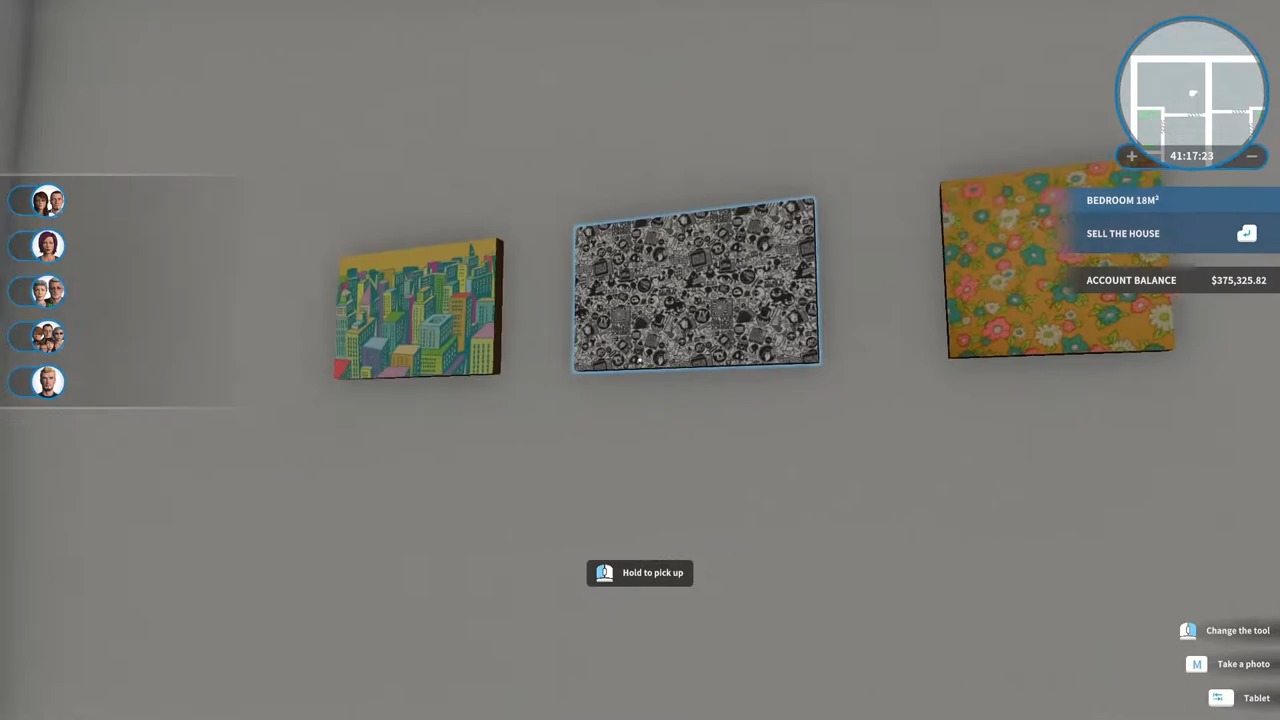 41:17:23
BEDROOM 18M²
SELL THE HOUSE
ACCOUNT BALANCE $375,325.82
Hold to pick up
Change the tool
M Take a photo
Tablet